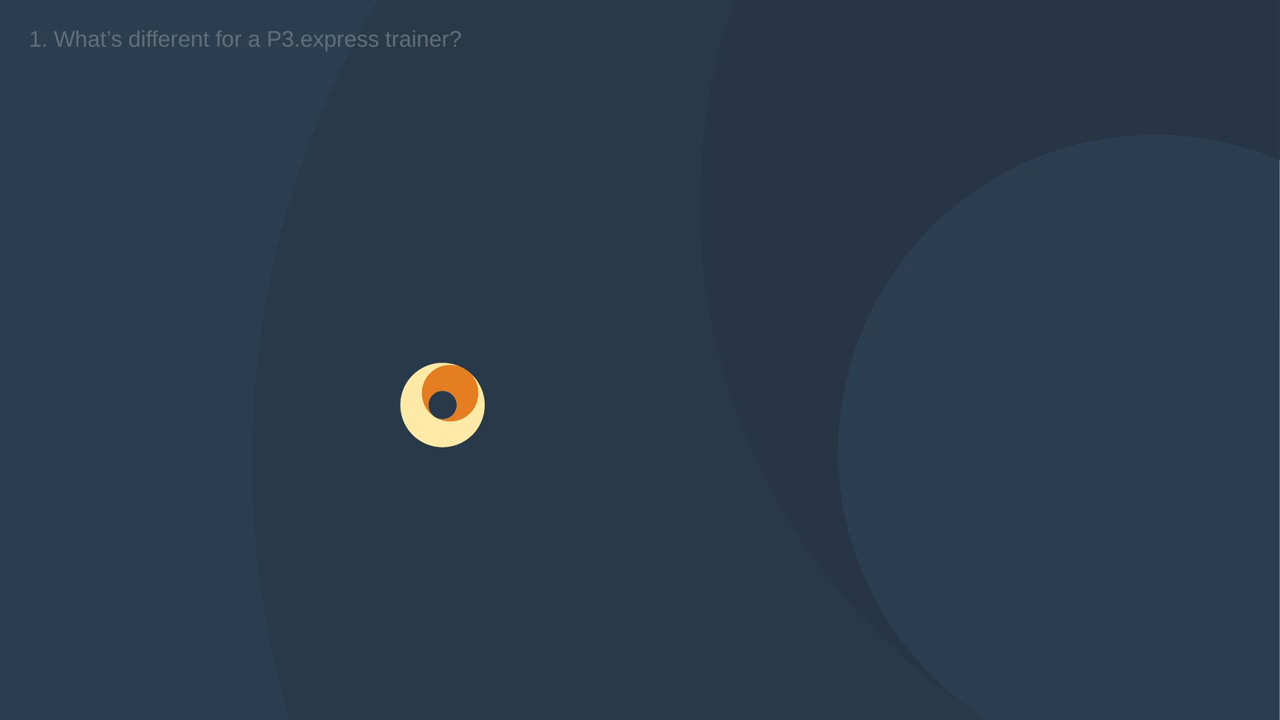 1. What’s different for a P3.express trainer?